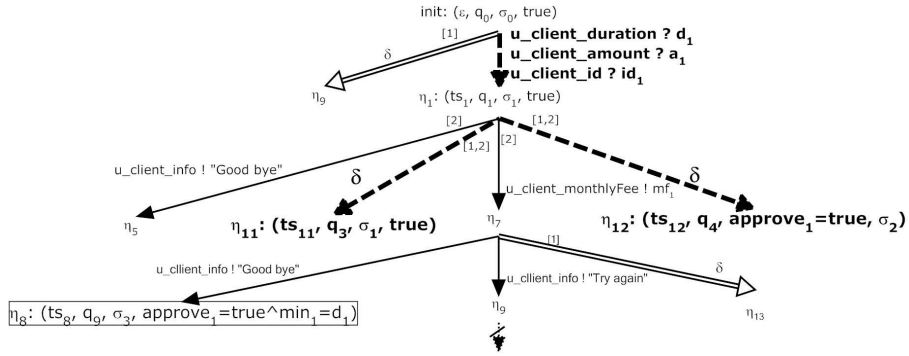 init: (ε, q0, σ0, true)
[1]
δ
u_client_duration ? d1
u_client_amount ? a1
u_client_id ? id1
η9
η1: (ts1, q1, σ1, true)
[2]
[1,2]
[2]
[1,2]
u_client_info ! "Good bye"
δ
δ
u_client_monthlyFee ! mf1
η5
η11: (ts11, q3, σ1, true)
η7
η12: (ts12, q4, approve1=true, σ2)
[1]
u_cllient_info ! "Good bye"
u_clIent_info ! "Try again"
δ
η8: (ts8, q9, σ3, approve1=true^min1=d1)
η9
η13